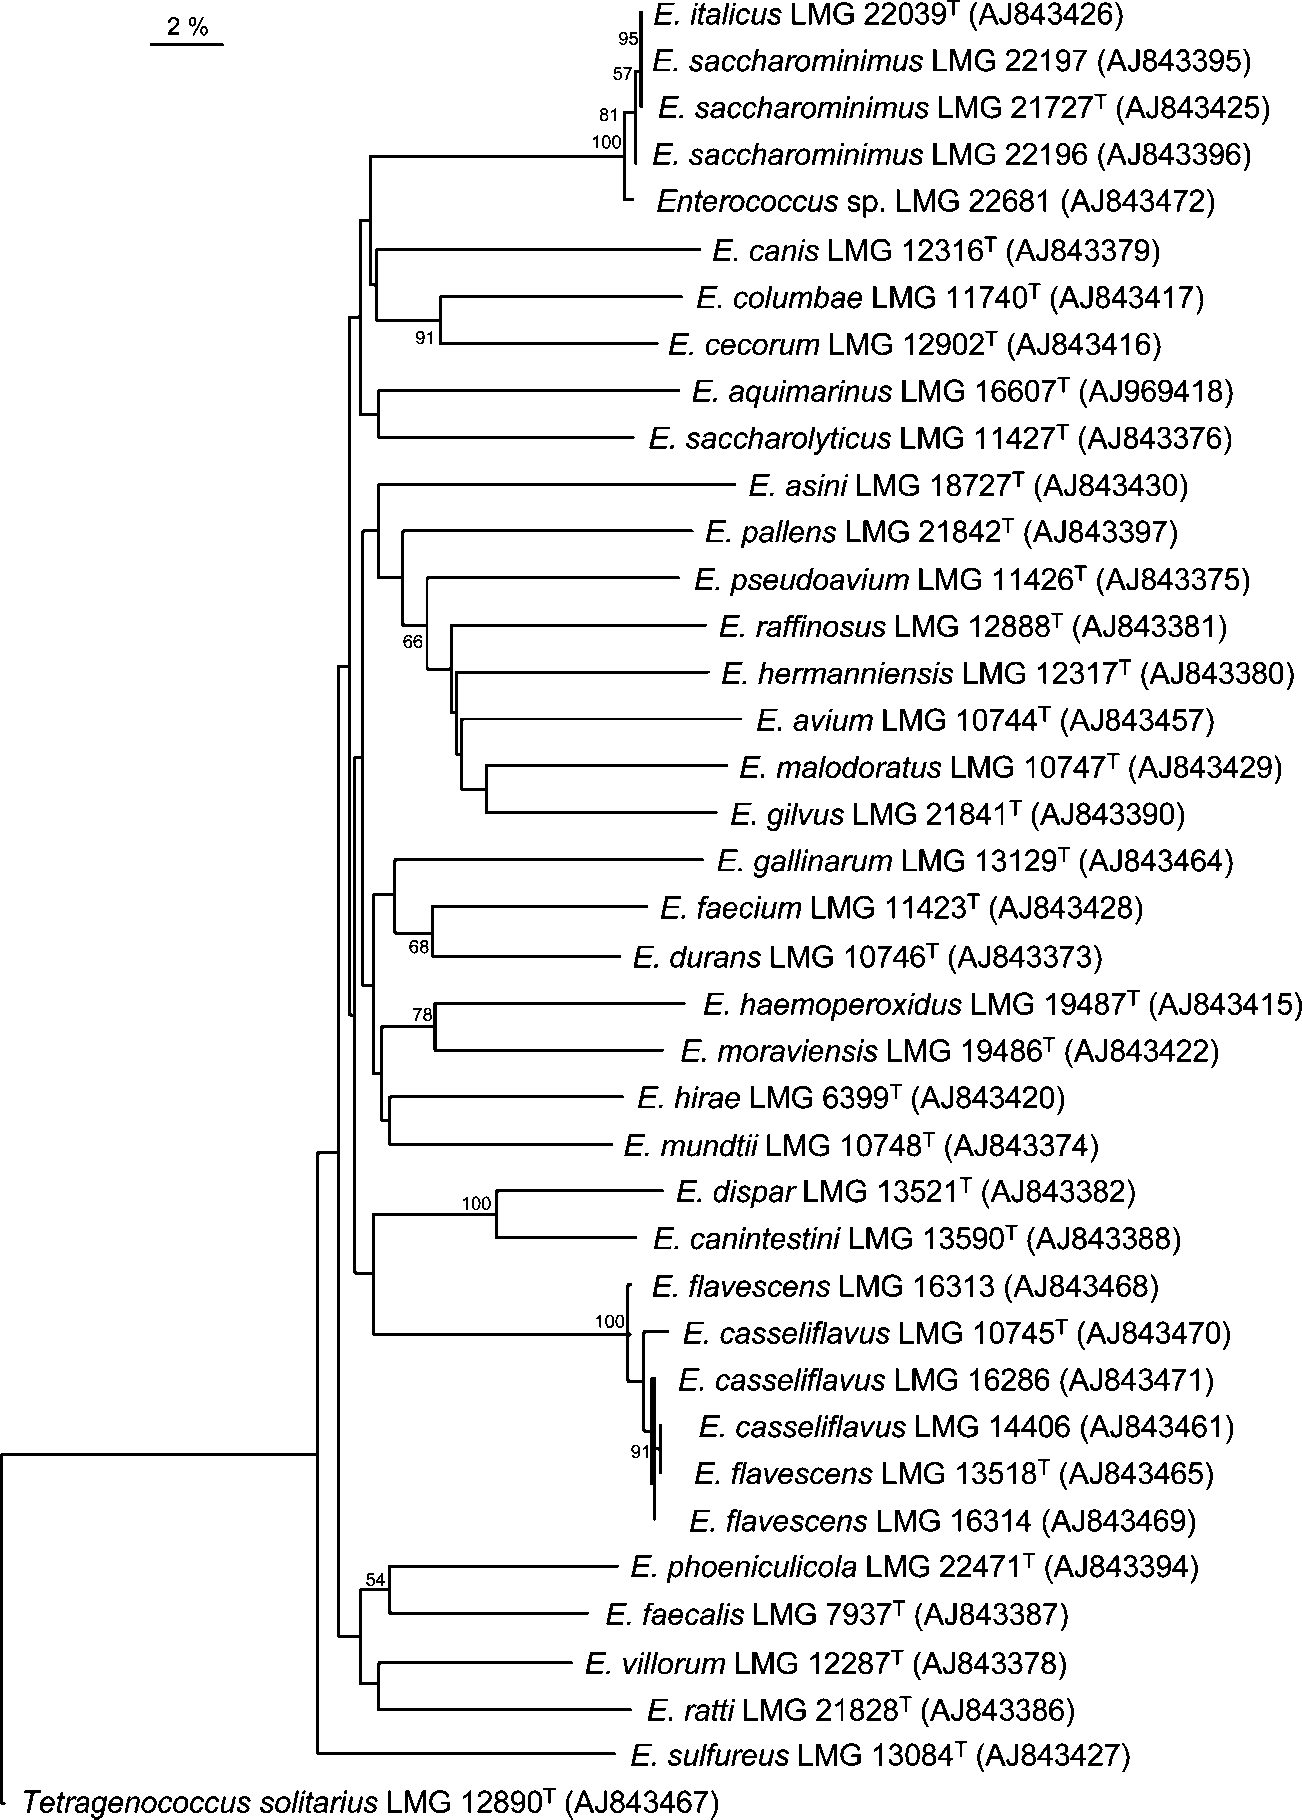 2 %
E. italicus LMG 22039ᵀ (AJ843426)
95
E. saccharominimus LMG 22197 (AJ843395)
57
E. saccharominimus LMG 21727ᵀ (AJ843425)
81
100
E. saccharominimus LMG 22196 (AJ843396)
Enterococcus sp. LMG 22681 (AJ843472)
E. canis LMG 12316ᵀ (AJ843379)
E. columbae LMG 11740ᵀ (AJ843417)
91
E. cecorum LMG 12902ᵀ (AJ843416)
E. aquimarinus LMG 16607ᵀ (AJ969418)
E. saccharolyticus LMG 11427ᵀ (AJ843376)
E. asini LMG 18727ᵀ (AJ843430)
E. pallens LMG 21842ᵀ (AJ843397)
E. pseudoavium LMG 11426ᵀ (AJ843375)
E. raffinosus LMG 12888ᵀ (AJ843381)
66
E. hermanniensis LMG 12317ᵀ (AJ843380)
E. avium LMG 10744ᵀ (AJ843457)
E. malodoratus LMG 10747ᵀ (AJ843429)
E. gilvus LMG 21841ᵀ (AJ843390)
E. gallinarum LMG 13129ᵀ (AJ843464)
E. faecium LMG 11423ᵀ (AJ843428)
68
E. durans LMG 10746ᵀ (AJ843373)
E. haemoperoxidus LMG 19487ᵀ (AJ843415)
78
E. moraviensis LMG 19486ᵀ (AJ843422)
E. hirae LMG 6399ᵀ (AJ843420)
E. mundtii LMG 10748ᵀ (AJ843374)
E. dispar LMG 13521ᵀ (AJ843382)
100
E. canintestini LMG 13590ᵀ (AJ843388)
E. flavescens LMG 16313 (AJ843468)
100
E. casseliflavus LMG 10745ᵀ (AJ843470)
E. casseliflavus LMG 16286 (AJ843471)
E. casseliflavus LMG 14406 (AJ843461)
91
E. flavescens LMG 13518ᵀ (AJ843465)
E. flavescens LMG 16314 (AJ843469)
E. phoeniculicola LMG 22471ᵀ (AJ843394)
54
E. faecalis LMG 7937ᵀ (AJ843387)
E. villorum LMG 12287ᵀ (AJ843378)
E. ratti LMG 21828ᵀ (AJ843386)
E. sulfureus LMG 13084ᵀ (AJ843427)
Tetragenococcus solitarius LMG 12890ᵀ (AJ843467)